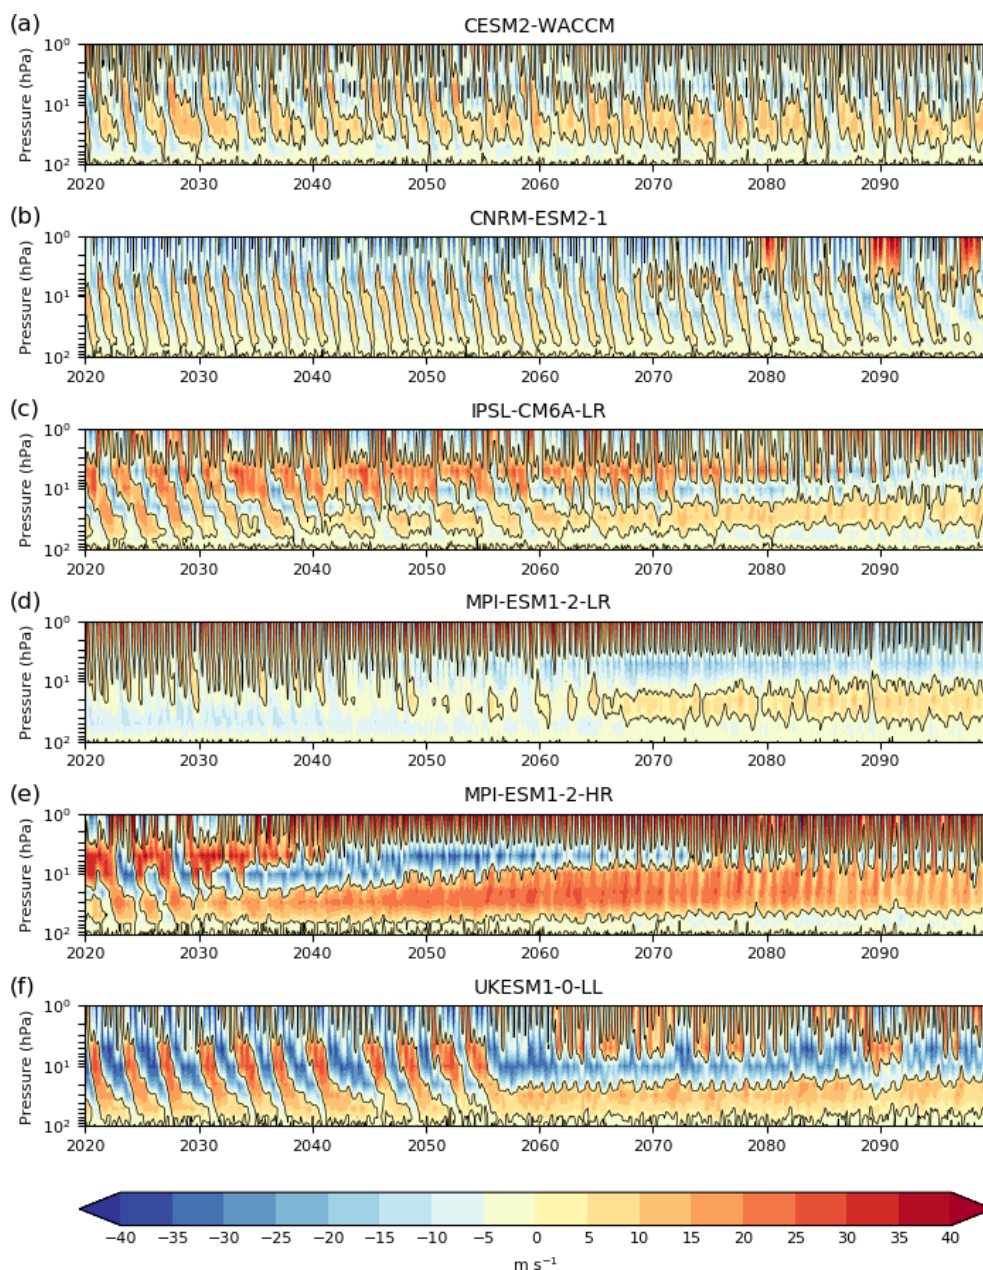 (a)
CESM2-WACCM
Pressure (hPa)
10⁰
10¹
10²
2020 2030 2040 2050 2060 2070 2080 2090
(b)
CNRM-ESM2-1
Pressure (hPa)
10⁰
10¹
10²
2020 2030 2040 2050 2060 2070 2080 2090
(c)
IPSL-CM6A-LR
Pressure (hPa)
10⁰
10¹
10²
2020 2030 2040 2050 2060 2070 2080 2090
(d)
MPI-ESM1-2-LR
Pressure (hPa)
10⁰
10¹
10²
2020 2030 2040 2050 2060 2070 2080 2090
(e)
MPI-ESM1-2-HR
Pressure (hPa)
10⁰
10¹
10²
2020 2030 2040 2050 2060 2070 2080 2090
(f)
UKESM1-0-LL
Pressure (hPa)
10⁰
10¹
10²
2020 2030 2040 2050 2060 2070 2080 2090
−40 −35 −30 −25 −20 −15 −10 −5 0 5 10 15 20 25 30 35 40
m s⁻¹